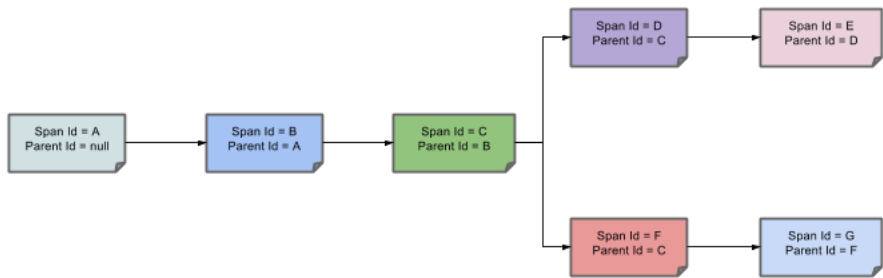 Span Id = A
Parent Id = null
Span Id = B
Parent Id = A
Span Id = C
Parent Id = B
Span Id = D
Parent Id = C
Span Id = E
Parent Id = D
Span Id = F
Parent Id = C
Span Id = G
Parent Id = F